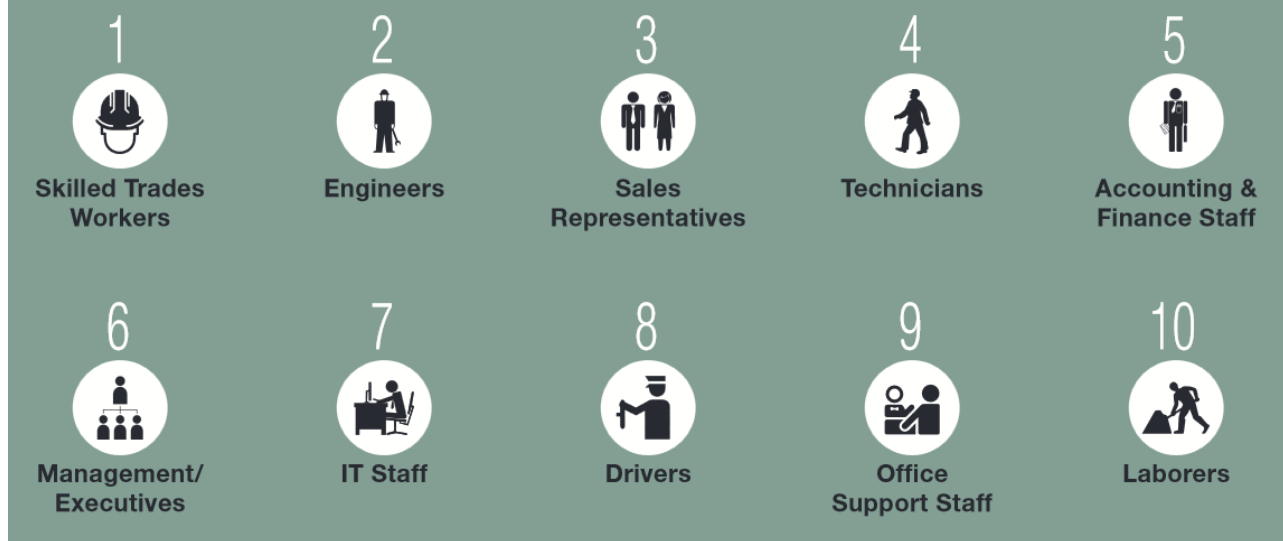 1
2
3
4
5
Skilled Trades
Workers
Engineers
Sales
Representatives
Technicians
Accounting &
Finance Staff
6
7
8
9
10
Management/
Executives
IT Staff
Drivers
Office
Support Staff
Laborers